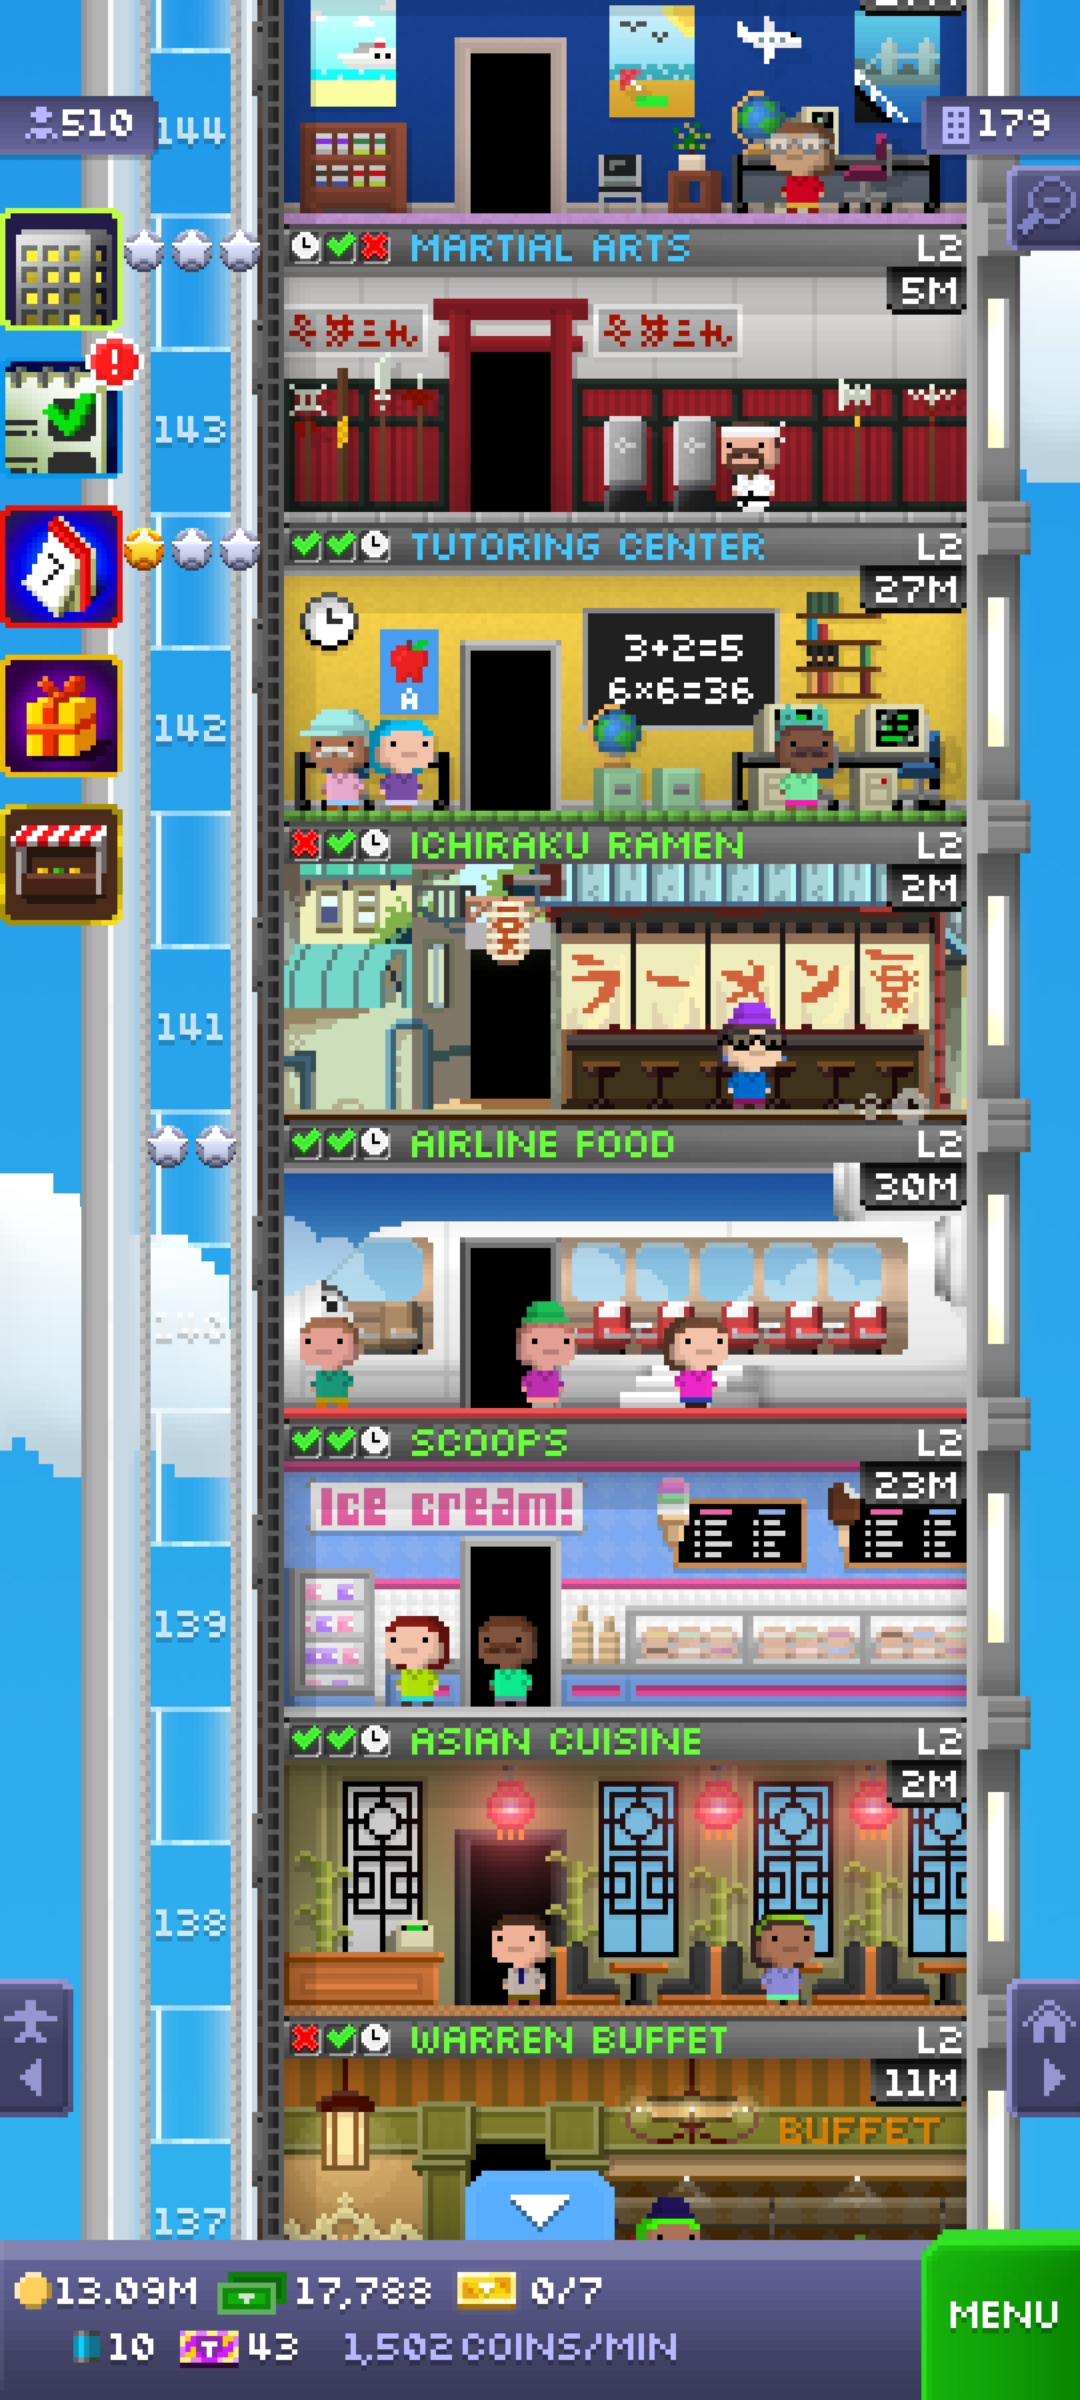 510
144
179
MARTIAL ARTS L2
5M
143
TUTORING CENTER L2
27M
3+2=5
6×6=36
A
7
142
ICHIRAKU RAMEN L2
2M
ラーメン
141
AIRLINE FOOD L2
30M
140
SCOOPS L2
23M
Ice cream!
139
ASIAN CUISINE L2
2M
138
WARREN BUFFET L2
11M
BUFFET
137
13.09M 17,788 0/7
MENU
10 43 1,502 COINS/MIN